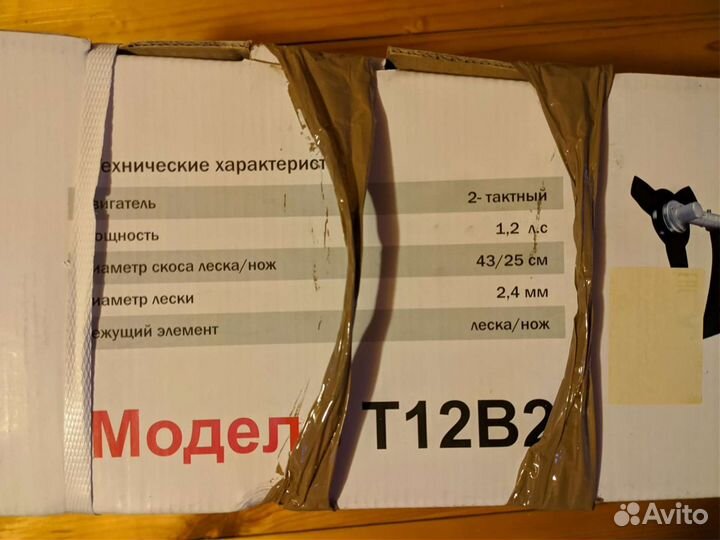 ехнические характерист
вигатель 2- тактный
ощность 1,2 л.с
иаметр скоса леска/нож 43/25 см
иаметр лески 2,4 мм
ежущий элемент леска/нож
Модел T12B2
Avito